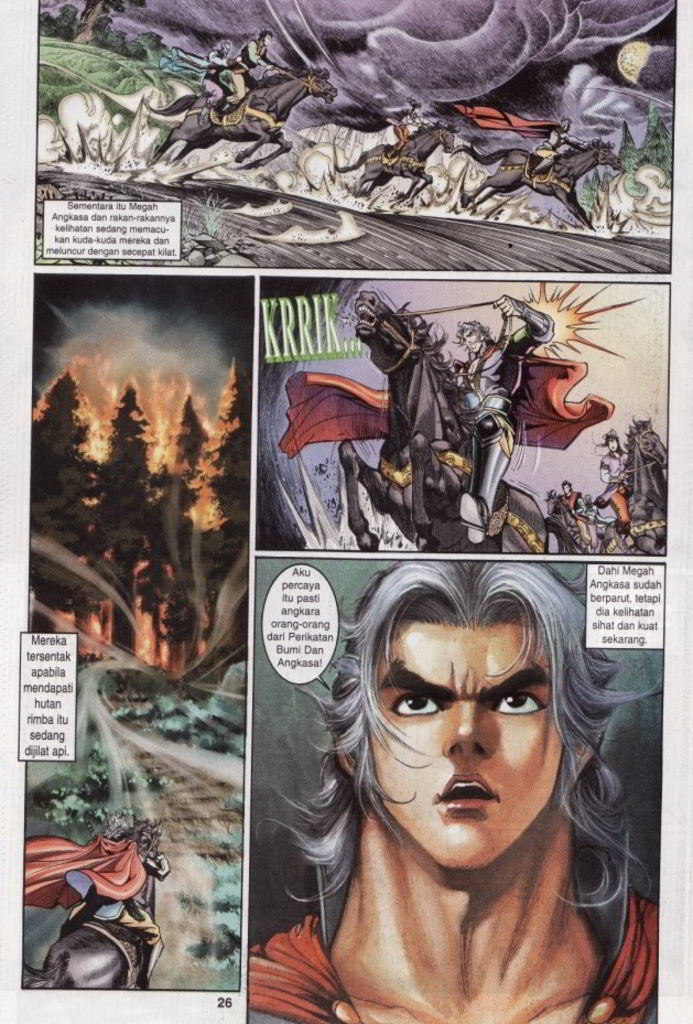 Sementara itu Megah
Angkasa dan rakan-rakannya
kelihatan sedang memacu-
kan kuda-kuda mereka dan
meluncur dengan secepat kilat.
KRRIK...
Mereka
tersentak
apabila
mendapati
hutan
rimba itu
sedang
dijilat api.
Aku
percaya
itu pasti
angkara
orang-orang
dari Perikatan
Bumi Dan
Angkasa!
Dahi Megah
Angkasa sudah
berparut, tetapi
dia kelihatan
sihat dan kuat
sekarang.
26